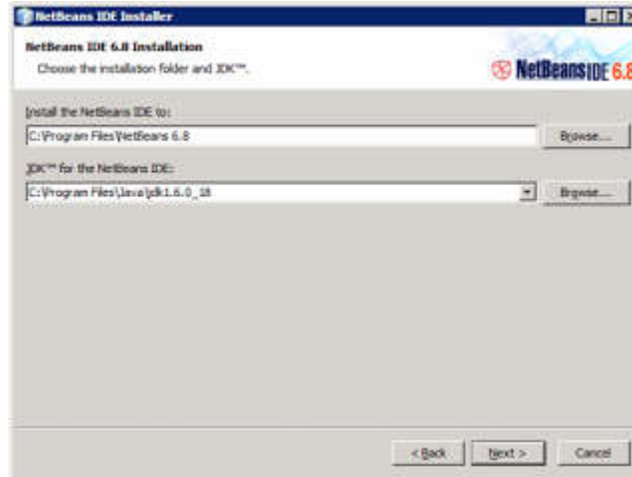 NetBeans IDE Installer
NetBeans IDE 6.8 Installation
Choose the installation folder and JDK™.
NetBeans IDE 6.8
Install the NetBeans IDE to:
C:\Program Files\NetBeans 6.8
Browse...
JDK™ for the NetBeans IDE:
C:\Program Files\Java\jdk1.6.0_18
Browse...
< Back
Next >
Cancel